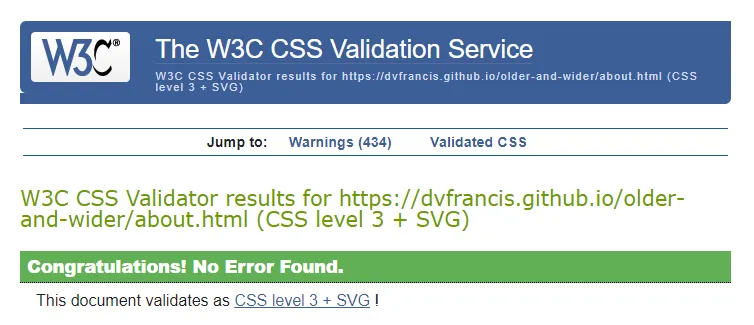 W3C® The W3C CSS Validation Service
W3C CSS Validator results for https://dvfrancis.github.io/older-and-wider/about.html (CSS
level 3 + SVG)
Jump to: Warnings (434) Validated CSS
W3C CSS Validator results for https://dvfrancis.github.io/older-
and-wider/about.html (CSS level 3 + SVG)
Congratulations! No Error Found.
This document validates as CSS level 3 + SVG !